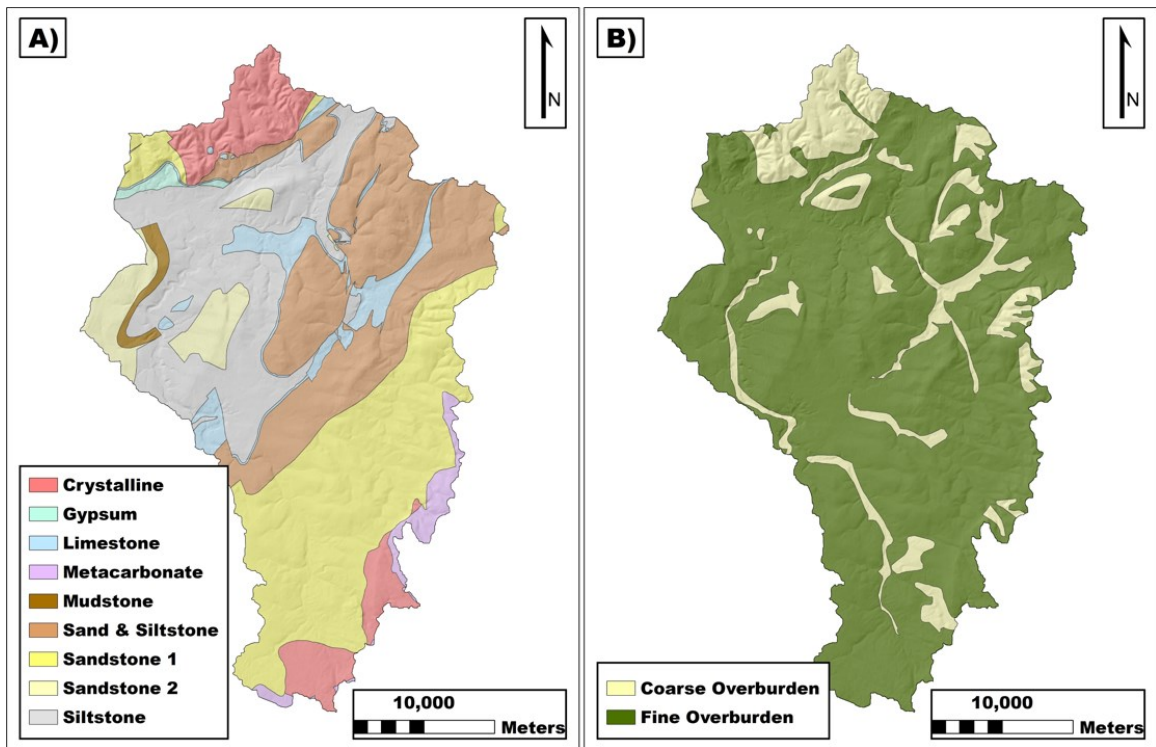 A)
N
Crystalline
Gypsum
Limestone
Metacarbonate
Mudstone
Sand & Siltstone
Sandstone 1
Sandstone 2
Siltstone
10,000
Meters
B)
N
Coarse Overburden
Fine Overburden
10,000
Meters